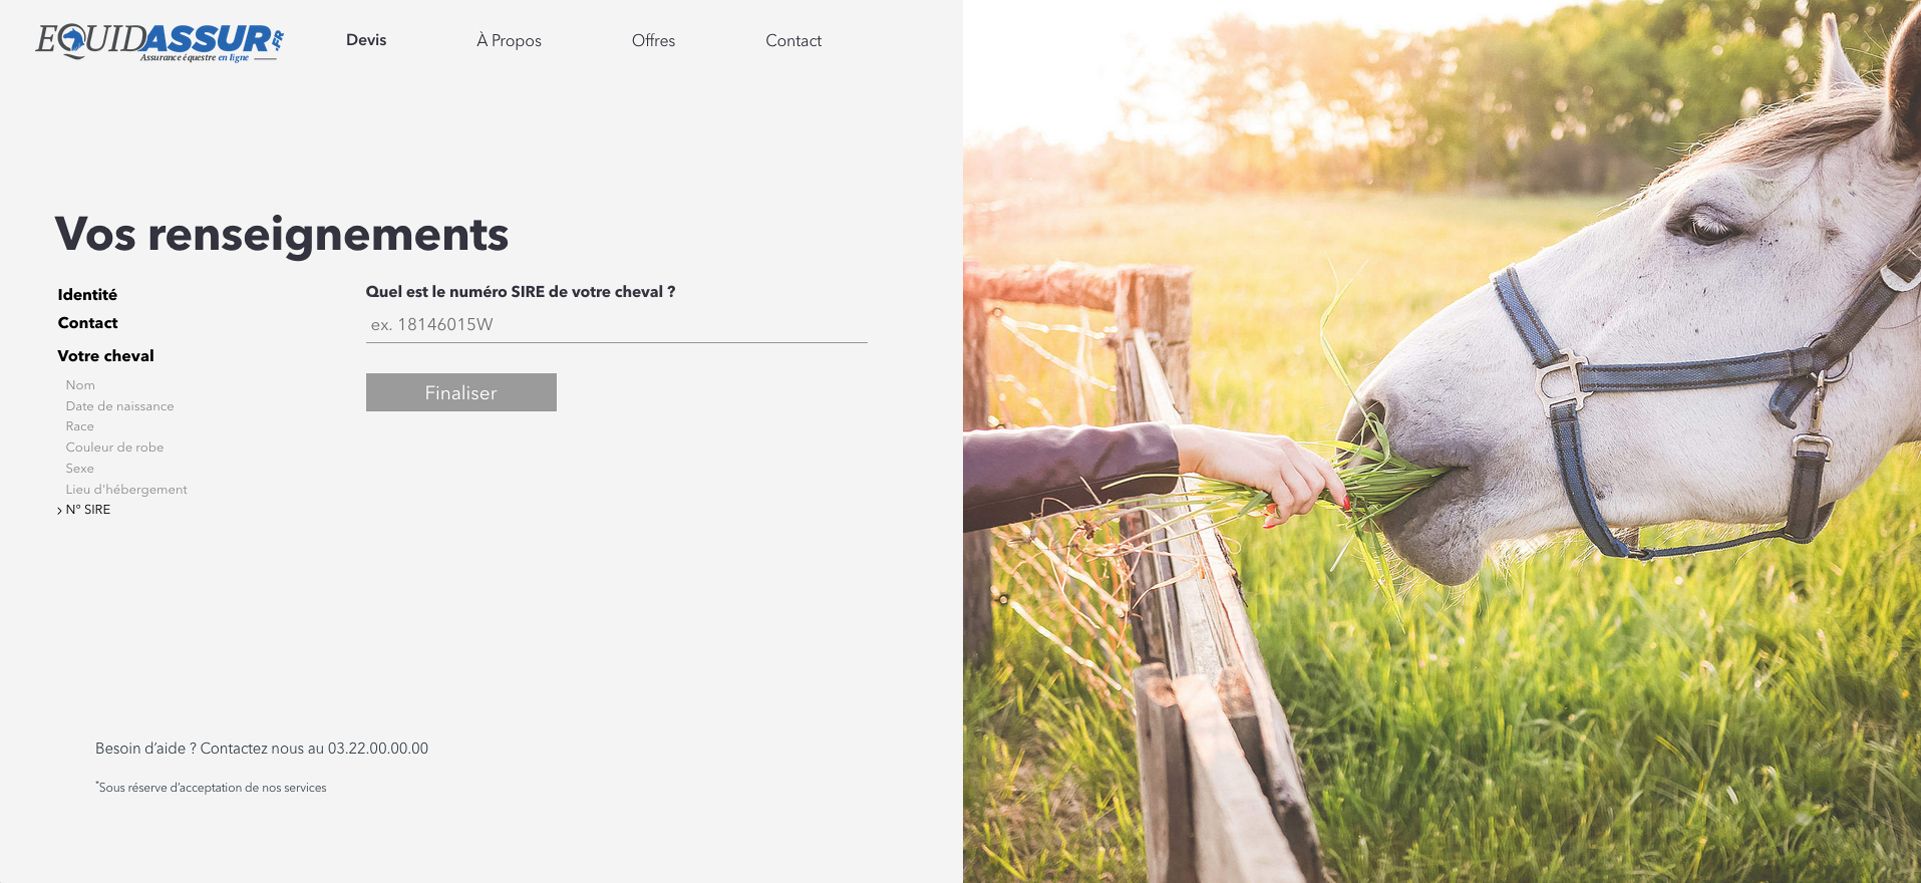 EQUIDASSUR.FR
Assurance équestre en ligne
Devis
À Propos
Offres
Contact
Vos renseignements
Identité
Contact
Votre cheval
Nom
Date de naissance
Race
Couleur de robe
Sexe
Lieu d'hébergement
› N° SIRE
Quel est le numéro SIRE de votre cheval ?
ex. 18146015W
Finaliser
Besoin d’aide ? Contactez nous au 03.22.00.00.00
*Sous réserve d’acceptation de nos services